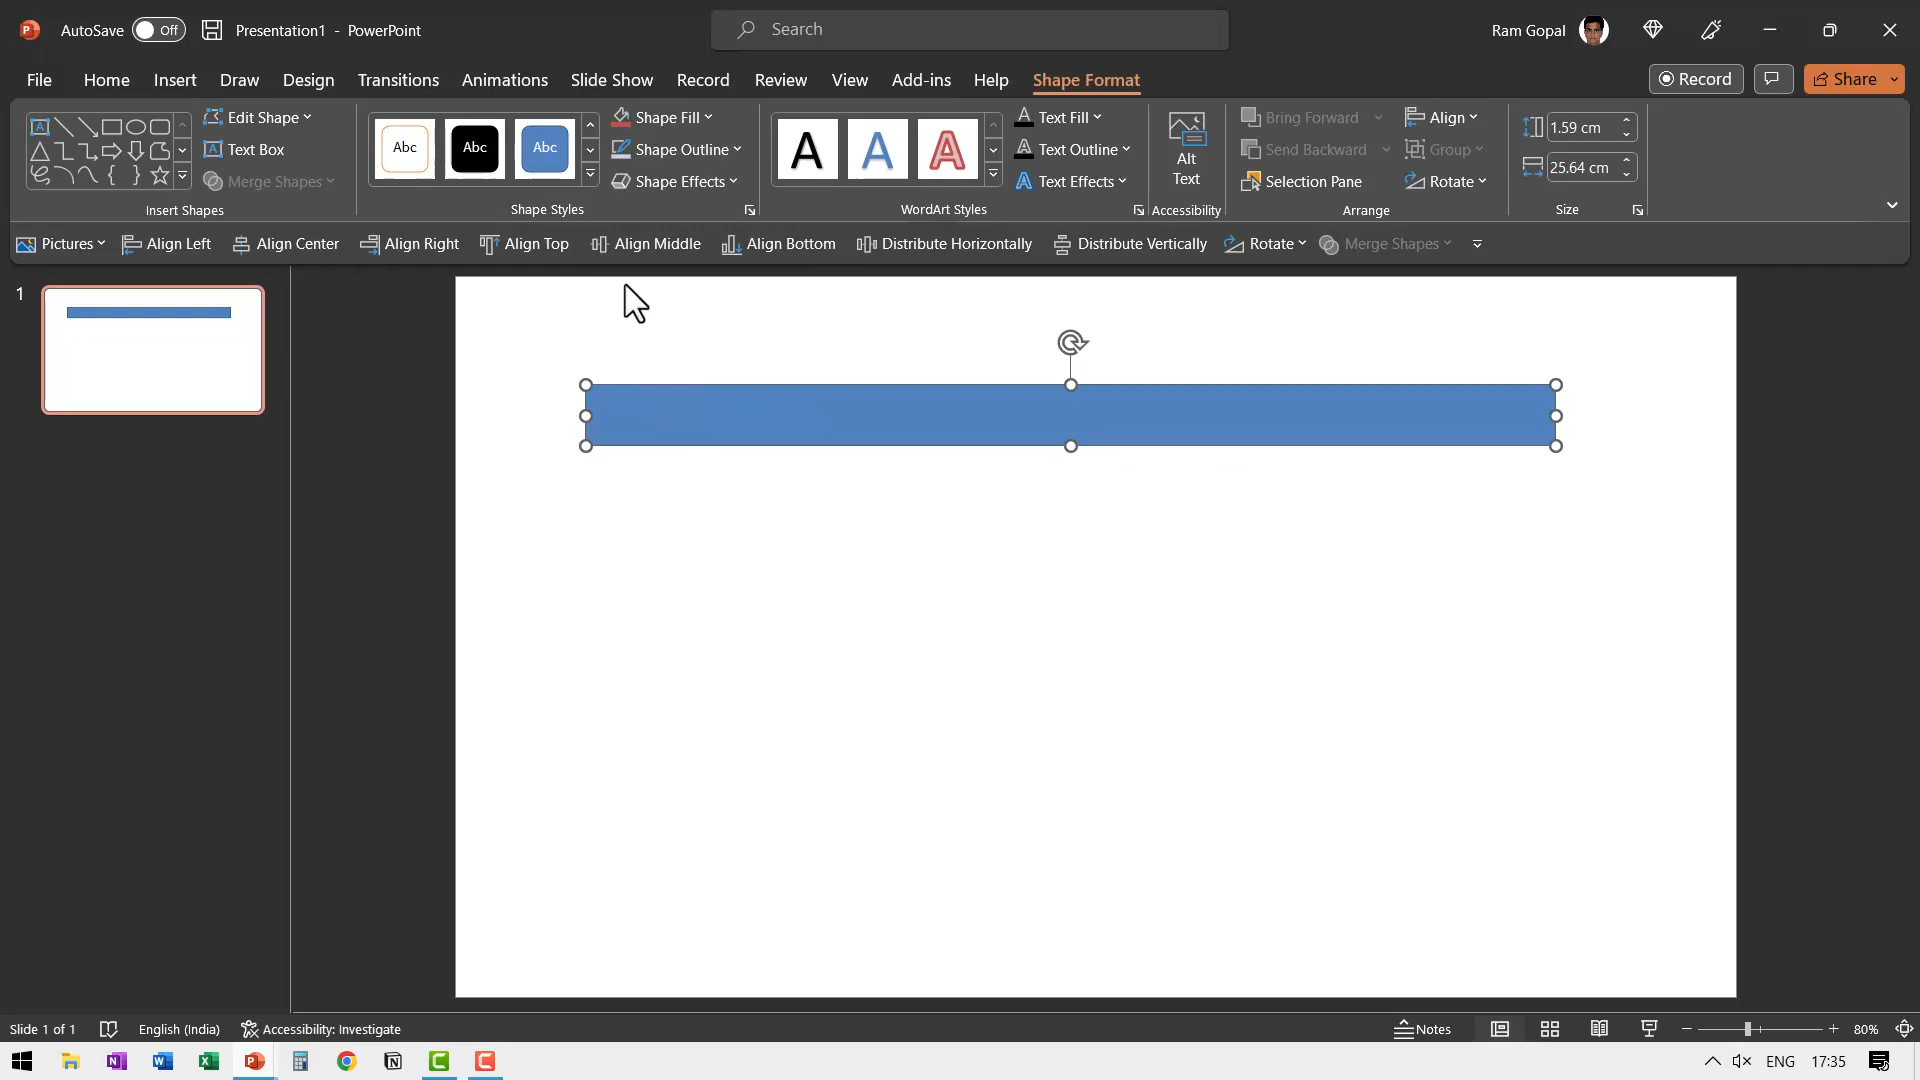 AutoSave Off Presentation1 - PowerPoint Search Ram Gopal
File Home Insert Draw Design Transitions Animations Slide Show Record Review View Add-ins Help Shape Format Record Share
Edit Shape
Text Box
Merge Shapes
Insert Shapes
Abc Abc Abc
Shape Fill
Shape Outline
Shape Effects
Shape Styles
A A A
Text Fill
Text Outline
Text Effects
WordArt Styles
Alt
Text
Accessibility
Bring Forward
Send Backward
Selection Pane
Align
Group
Rotate
Arrange
1.59 cm
25.64 cm
Size
Pictures Align Left Align Center Align Right Align Top Align Middle Align Bottom Distribute Horizontally Distribute Vertically Rotate Merge Shapes
1
Slide 1 of 1 English (India) Accessibility: Investigate Notes 80%
ENG 17:35